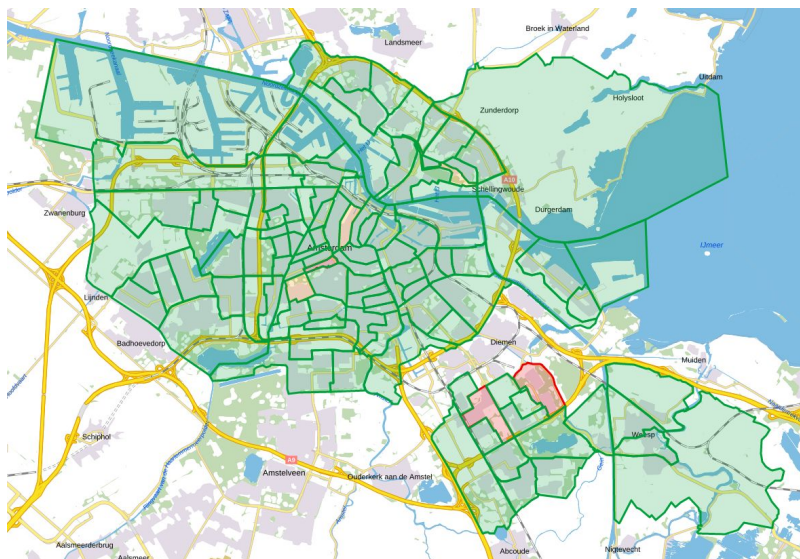 Landsmeer
Broek in Waterland
Uitdam
Holysloot
Zunderdorp
A10
Schellingwoude
Zwanenburg
Durgerdam
IJmeer
Amsterdam
Lijnden
Badhoevedorp
Diemen
Muiden
Schiphol
Weesp
A9
Amstelveen
Ouderkerk aan de Amstel
Aalsmeerderbrug
Abcoude
Nigtevecht
Aalsmeer